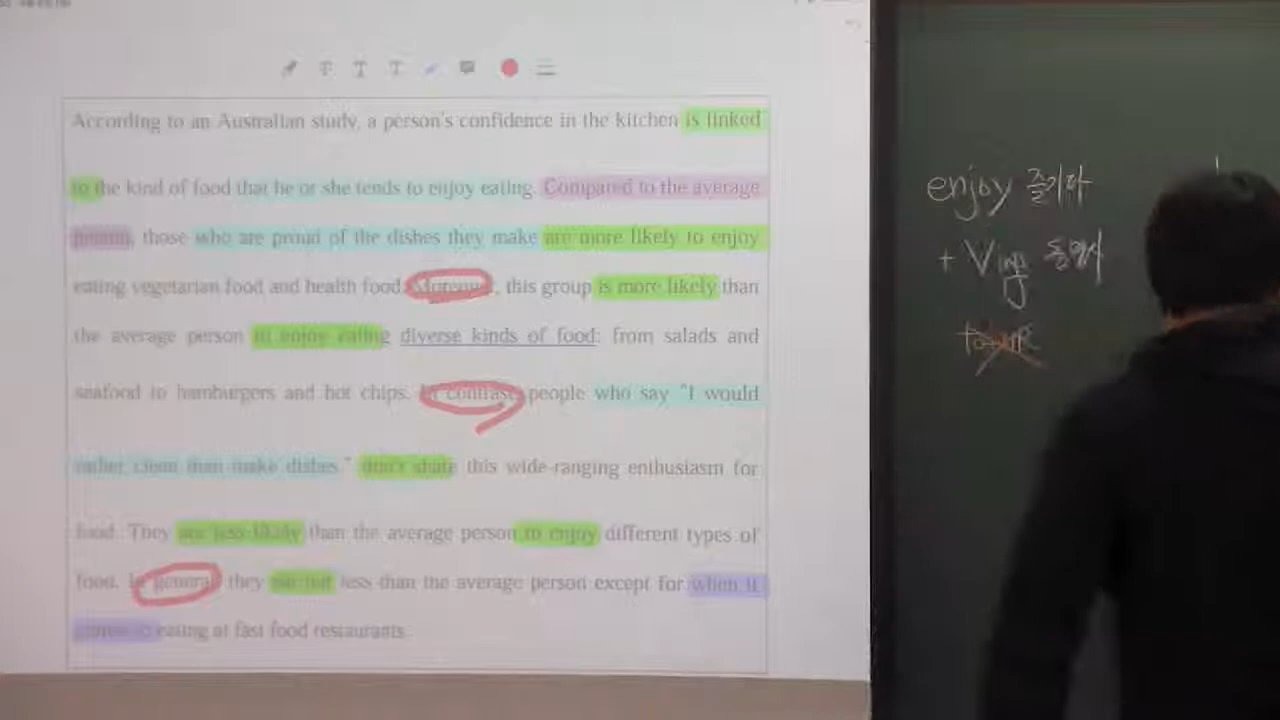 According to an Australian study, a person's confidence in the kitchen is linked
to the kind of food that he or she tends to enjoy eating. Compared to the average
person, those who are proud of the dishes they make are more likely to enjoy
eating vegetarian food and health food. Moreover, this group is more likely than
the average person to enjoy eating diverse kinds of food: from salads and
seafood to hamburgers and hot chips. In contrast, people who say "I would
rather clean than make dishes." don't share this wide-ranging enthusiasm for
food. They are less likely than the average person to enjoy different types of
food. In general, they eat out less than the average person except for when it
comes to eating at fast food restaurants.
enjoy 즐기다
+ Ving 동명사